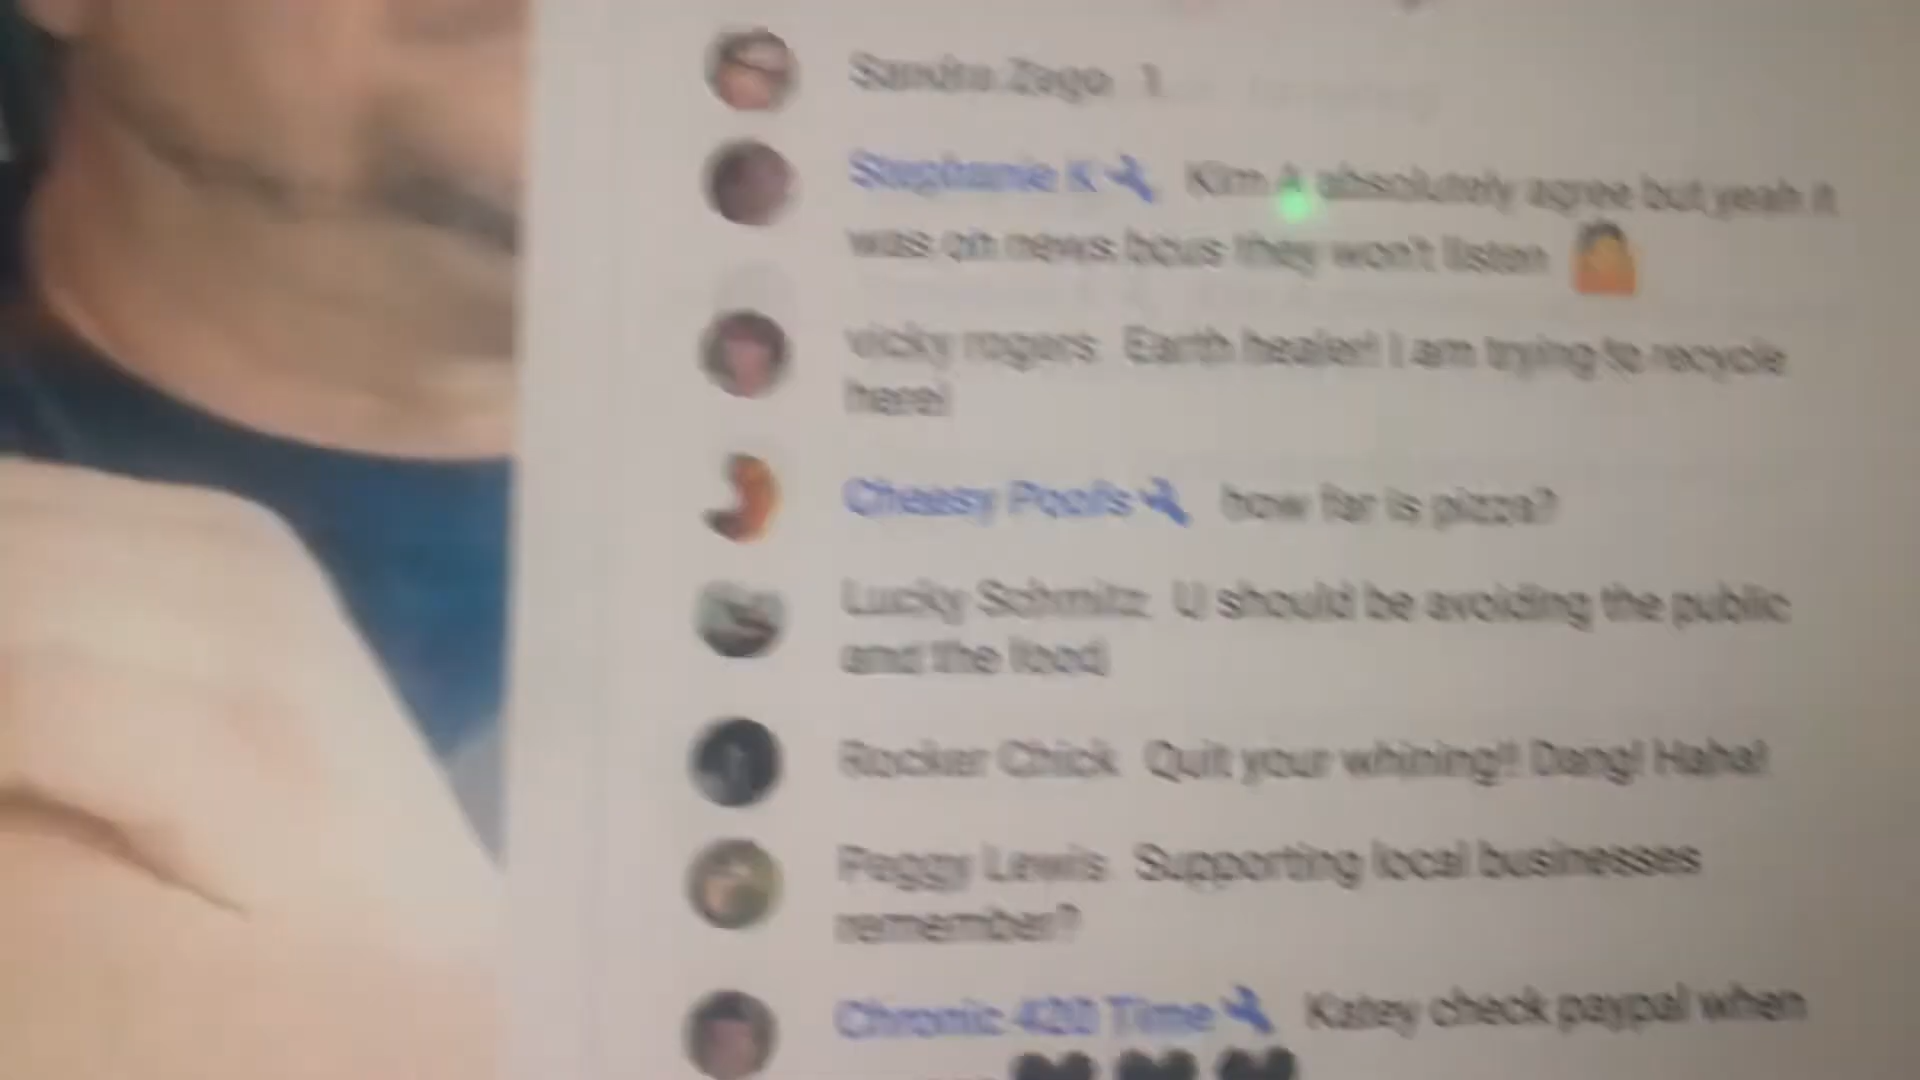 Sandra Zago 1
Stephanie K Kim A absolutely agree but yeah it
was on news bcus they won't listen
vicky rogers Earth healer! I am trying to recycle
here!
Cheesy Poofs how far is pizza?
Lucky Schmitz U should be avoiding the public
and the food
Rocker Chick Quit your whining!! Dang! Haha!
Peggy Lewis Supporting local businesses
remember?
Chronic 420 Time Katey check paypal when